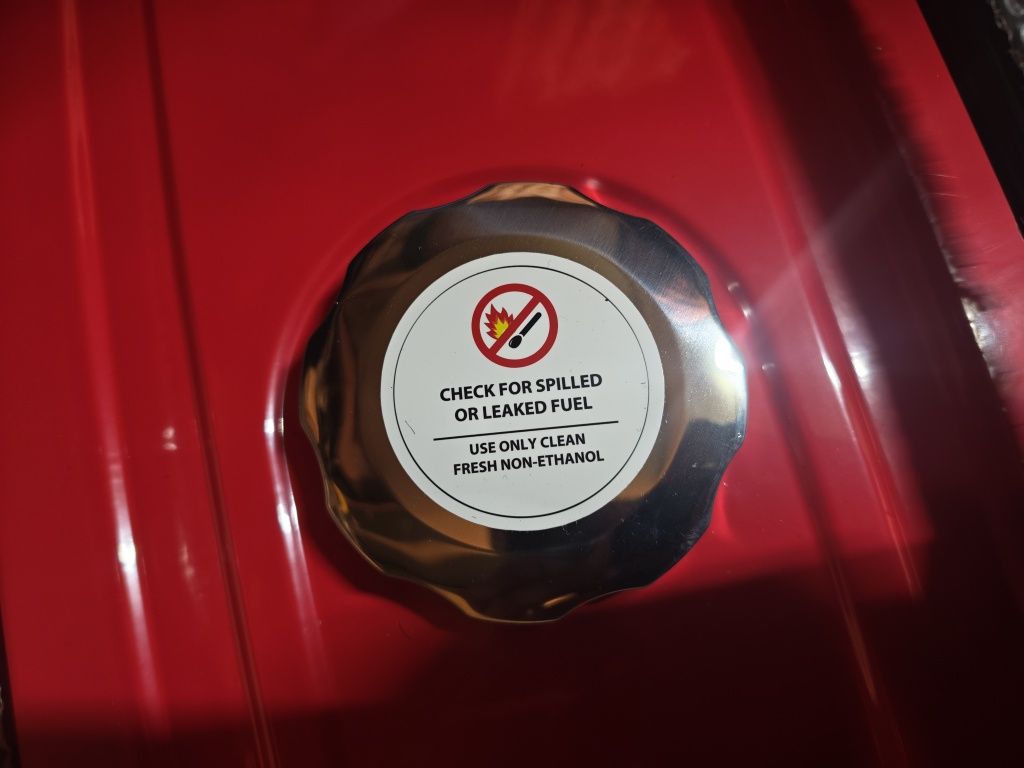 CHECK FOR SPILLED
OR LEAKED FUEL
USE ONLY CLEAN
FRESH NON-ETHANOL